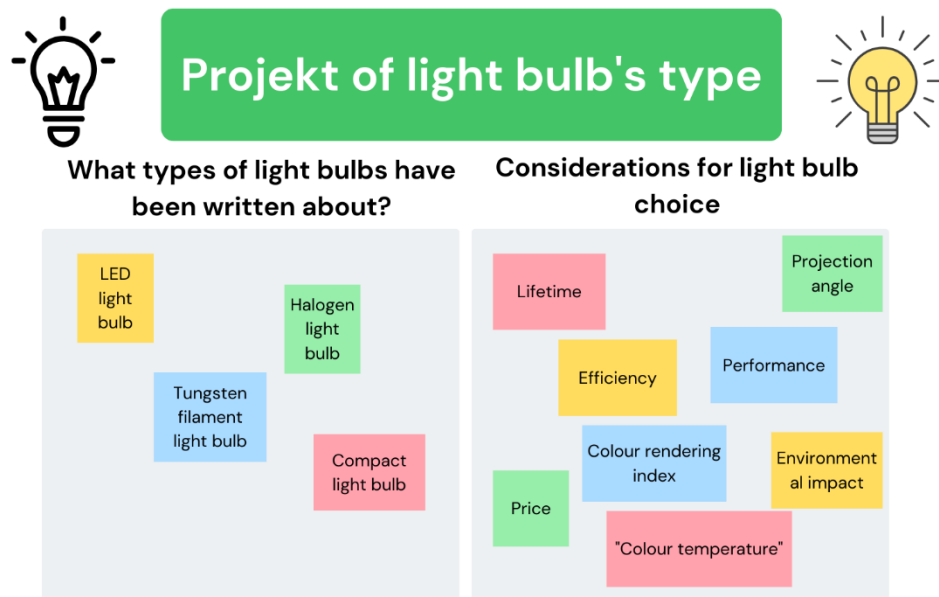 Projekt of light bulb's type
What types of light bulbs have
been written about?
LED
light
bulb
Halogen
light
bulb
Tungsten
filament
light bulb
Compact
light bulb
Considerations for light bulb
choice
Lifetime
Projection
angle
Efficiency
Performance
Colour rendering
index
Environment
al impact
Price
"Colour temperature"